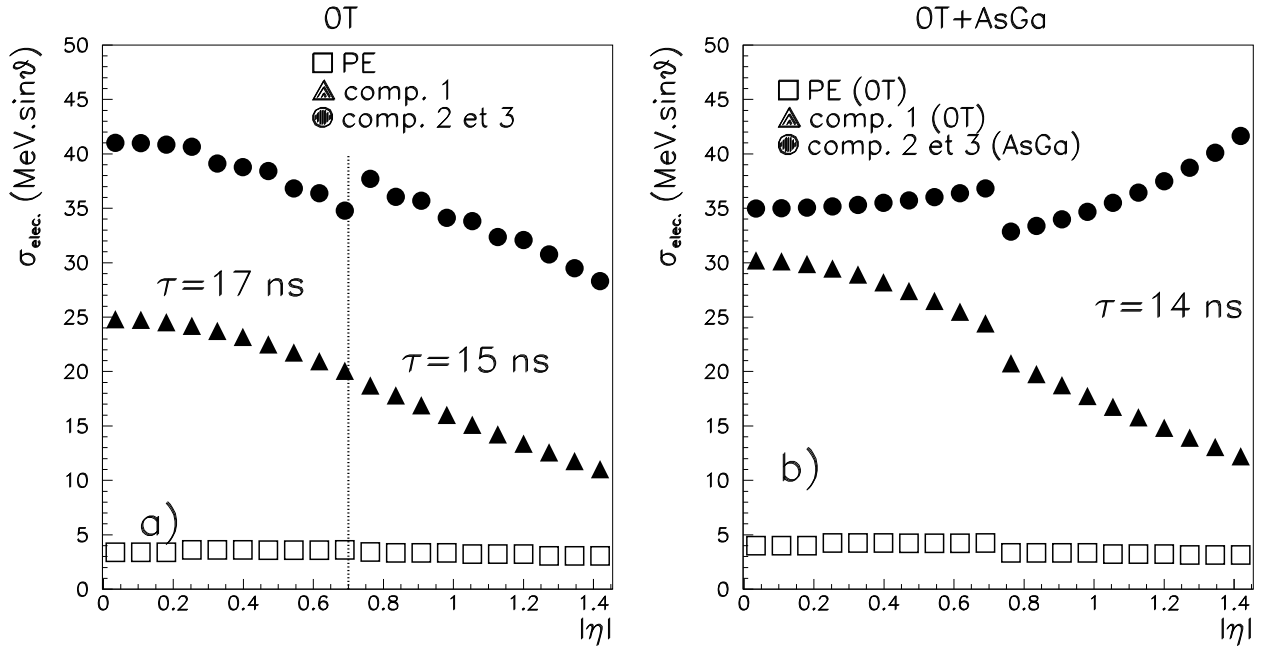 0T
50
45
40
35
30
25
20
15
10
5
0
σelec. (MeV.sinϑ)
PE
comp. 1
comp. 2 et 3
τ=17 ns
τ=15 ns
a)
0 0.2 0.4 0.6 0.8 1 1.2 1.4
|η|
0T+AsGa
50
45
40
35
30
25
20
15
10
5
0
σelec. (MeV.sinϑ)
PE (0T)
comp. 1 (0T)
comp. 2 et 3 (AsGa)
τ=14 ns
b)
0 0.2 0.4 0.6 0.8 1 1.2 1.4
|η|